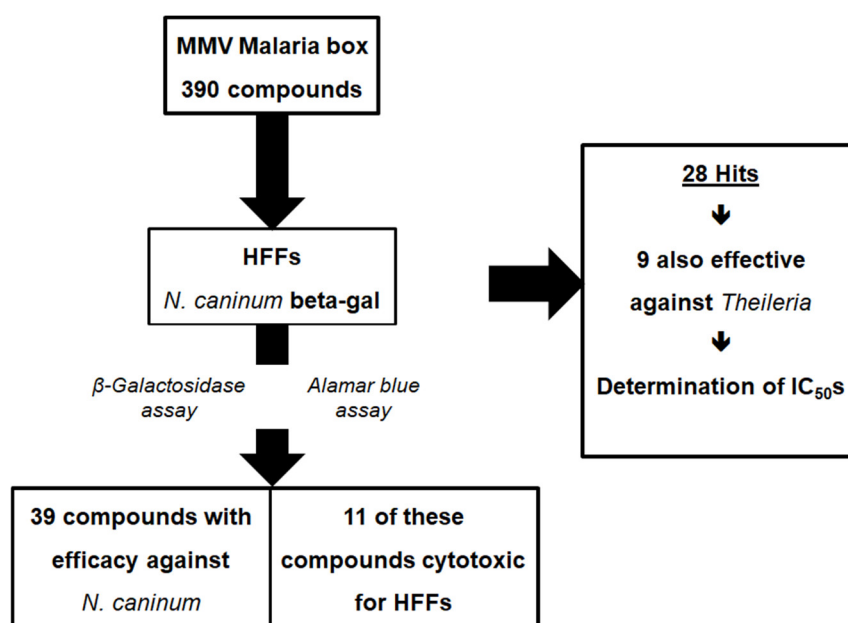 MMV Malaria box
390 compounds
HFFs
N. caninum beta-gal
β-Galactosidase
assay
Alamar blue
assay
39 compounds with
efficacy against
N. caninum
11 of these
compounds cytotoxic
for HFFs
28 Hits
9 also effective
against Theileria
Determination of IC₅₀s